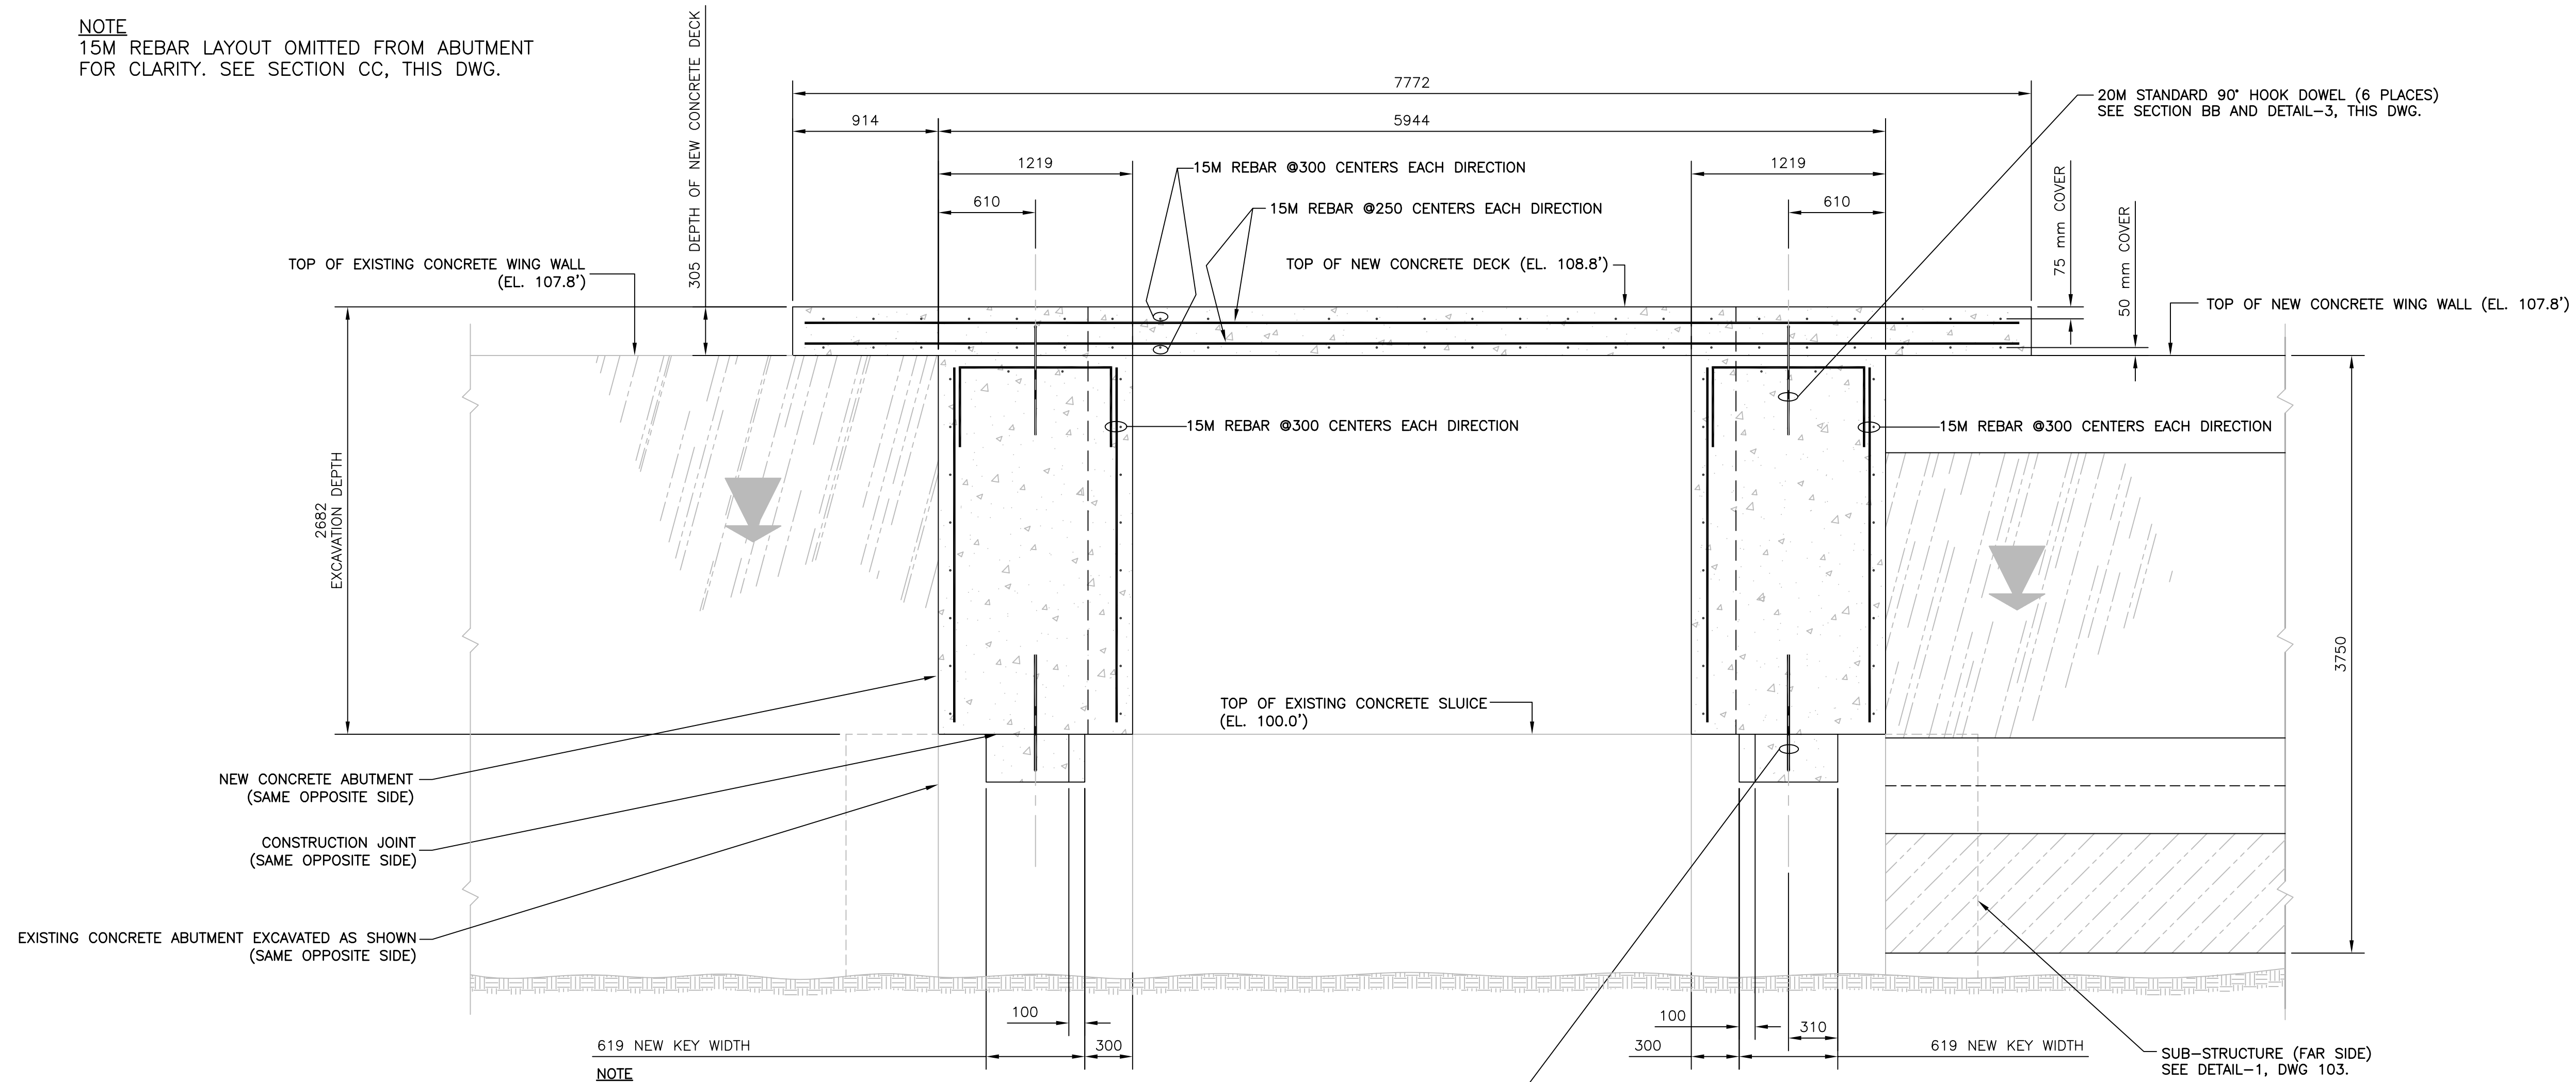 NOTE
15M REBAR LAYOUT OMITTED FROM ABUTMENT
FOR CLARITY. SEE SECTION CC, THIS DWG.
305 DEPTH OF NEW CONCRETE DECK
7772
914
5944
1219
1219
610
610
15M REBAR @300 CENTERS EACH DIRECTION
15M REBAR @250 CENTERS EACH DIRECTION
20M STANDARD 90° HOOK DOWEL (6 PLACES)
SEE SECTION BB AND DETAIL-3, THIS DWG.
75 mm COVER
50 mm COVER
TOP OF EXISTING CONCRETE WING WALL
(EL. 107.8')
TOP OF NEW CONCRETE DECK (EL. 108.8')
TOP OF NEW CONCRETE WING WALL (EL. 107.8')
15M REBAR @300 CENTERS EACH DIRECTION
15M REBAR @300 CENTERS EACH DIRECTION
2682
EXCAVATION DEPTH
3750
TOP OF EXISTING CONCRETE SLUICE
(EL. 100.0')
NEW CONCRETE ABUTMENT
(SAME OPPOSITE SIDE)
CONSTRUCTION JOINT
(SAME OPPOSITE SIDE)
EXISTING CONCRETE ABUTMENT EXCAVATED AS SHOWN
(SAME OPPOSITE SIDE)
100
619 NEW KEY WIDTH
300
100
310
300
619 NEW KEY WIDTH
SUB-STRUCTURE (FAR SIDE)
SEE DETAIL-1, DWG 103.
NOTE